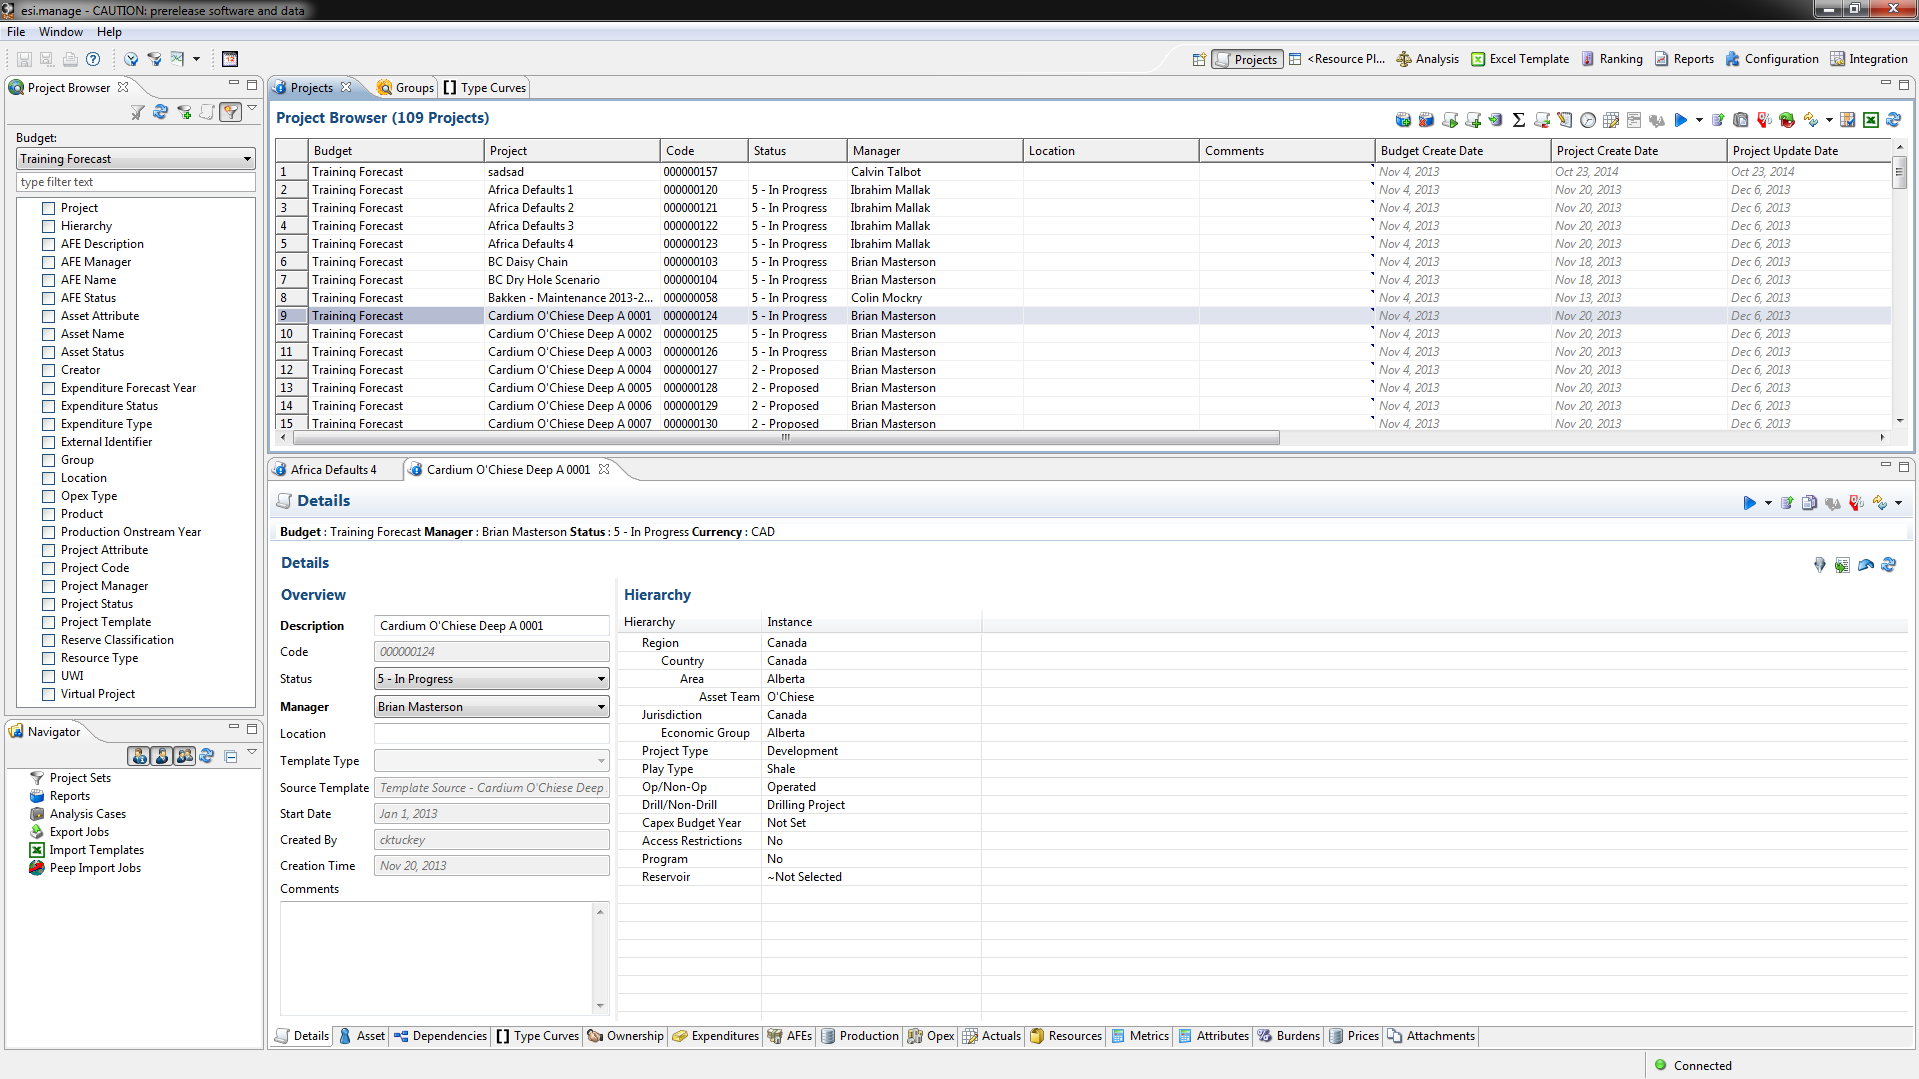 esi.manage - CAUTION: prerelease software and data
File Window Help
Projects <Resource Pl... Analysis Excel Template Ranking Reports Configuration Integration
Project Browser
Budget:
Training Forecast
type filter text
Project
Hierarchy
AFE Description
AFE Manager
AFE Name
AFE Status
Asset Attribute
Asset Name
Asset Status
Creator
Expenditure Forecast Year
Expenditure Status
Expenditure Type
External Identifier
Group
Location
Opex Type
Product
Production Onstream Year
Project Attribute
Project Code
Project Manager
Project Status
Project Template
Reserve Classification
Resource Type
UWI
Virtual Project
Navigator
Project Sets
Reports
Analysis Cases
Export Jobs
Import Templates
Peep Import Jobs
Projects Groups Type Curves
Project Browser (109 Projects)
Budget Project Code Status Manager Location Comments Budget Create Date Project Create Date Project Update Date
1 Training Forecast sadsad 000000157 Calvin Talbot Nov 4, 2013 Oct 23, 2014 Oct 23, 2014
2 Training Forecast Africa Defaults 1 000000120 5 - In Progress Ibrahim Mallak Nov 4, 2013 Nov 20, 2013 Dec 6, 2013
3 Training Forecast Africa Defaults 2 000000121 5 - In Progress Ibrahim Mallak Nov 4, 2013 Nov 20, 2013 Dec 6, 2013
4 Training Forecast Africa Defaults 3 000000122 5 - In Progress Ibrahim Mallak Nov 4, 2013 Nov 20, 2013 Dec 6, 2013
5 Training Forecast Africa Defaults 4 000000123 5 - In Progress Ibrahim Mallak Nov 4, 2013 Nov 20, 2013 Dec 6, 2013
6 Training Forecast BC Daisy Chain 000000103 5 - In Progress Brian Masterson Nov 4, 2013 Nov 18, 2013 Dec 6, 2013
7 Training Forecast BC Dry Hole Scenario 000000104 5 - In Progress Brian Masterson Nov 4, 2013 Nov 18, 2013 Dec 6, 2013
8 Training Forecast Bakken - Maintenance 2013-2... 000000058 5 - In Progress Colin Mockry Nov 4, 2013 Nov 13, 2013 Dec 6, 2013
9 Training Forecast Cardium O'Chiese Deep A 0001 000000124 5 - In Progress Brian Masterson Nov 4, 2013 Nov 20, 2013 Dec 6, 2013
10 Training Forecast Cardium O'Chiese Deep A 0002 000000125 5 - In Progress Brian Masterson Nov 4, 2013 Nov 20, 2013 Dec 6, 2013
11 Training Forecast Cardium O'Chiese Deep A 0003 000000126 5 - In Progress Brian Masterson Nov 4, 2013 Nov 20, 2013 Dec 6, 2013
12 Training Forecast Cardium O'Chiese Deep A 0004 000000127 2 - Proposed Brian Masterson Nov 4, 2013 Nov 20, 2013 Dec 6, 2013
13 Training Forecast Cardium O'Chiese Deep A 0005 000000128 2 - Proposed Brian Masterson Nov 4, 2013 Nov 20, 2013 Dec 6, 2013
14 Training Forecast Cardium O'Chiese Deep A 0006 000000129 2 - Proposed Brian Masterson Nov 4, 2013 Nov 20, 2013 Dec 6, 2013
15 Training Forecast Cardium O'Chiese Deep A 0007 000000130 2 - Proposed Brian Masterson Nov 4, 2013 Nov 20, 2013 Dec 6, 2013
Africa Defaults 4 Cardium O'Chiese Deep A 0001
Details
Budget : Training Forecast Manager : Brian Masterson Status : 5 - In Progress Currency : CAD
Details
Overview
Description Cardium O'Chiese Deep A 0001
Code 000000124
Status 5 - In Progress
Manager Brian Masterson
Location
Template Type
Source Template Template Source - Cardium O'Chiese Deep
Start Date Jan 1, 2013
Created By cktuckey
Creation Time Nov 20, 2013
Comments
Hierarchy
Hierarchy Instance
Region Canada
Country Canada
Area Alberta
Asset Team O'Chiese
Jurisdiction Canada
Economic Group Alberta
Project Type Development
Play Type Shale
Op/Non-Op Operated
Drill/Non-Drill Drilling Project
Capex Budget Year Not Set
Access Restrictions No
Program No
Reservoir ~Not Selected
Details Asset Dependencies Type Curves Ownership Expenditures AFEs Production Opex Actuals Resources Metrics Attributes Burdens Prices Attachments
Connected